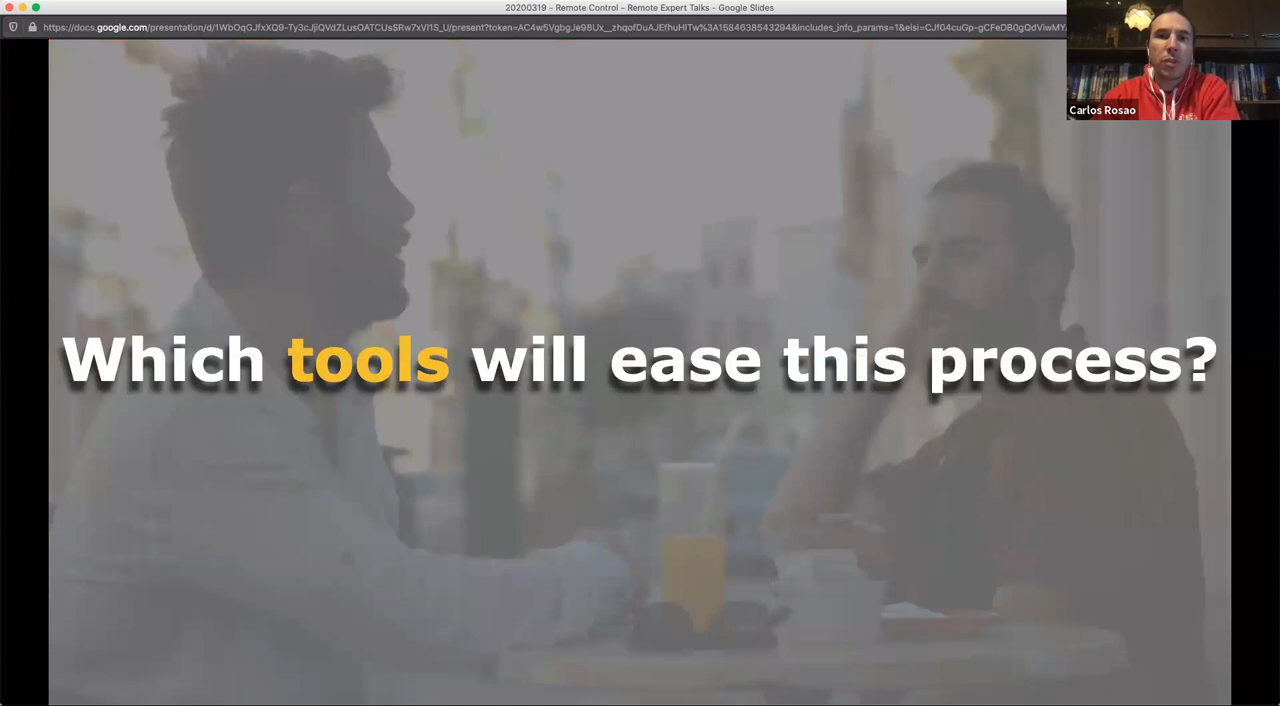 20200319 - Remote Control - Remote Expert Talks - Google Slides
Carlos Rosao
Which tools will ease this process?